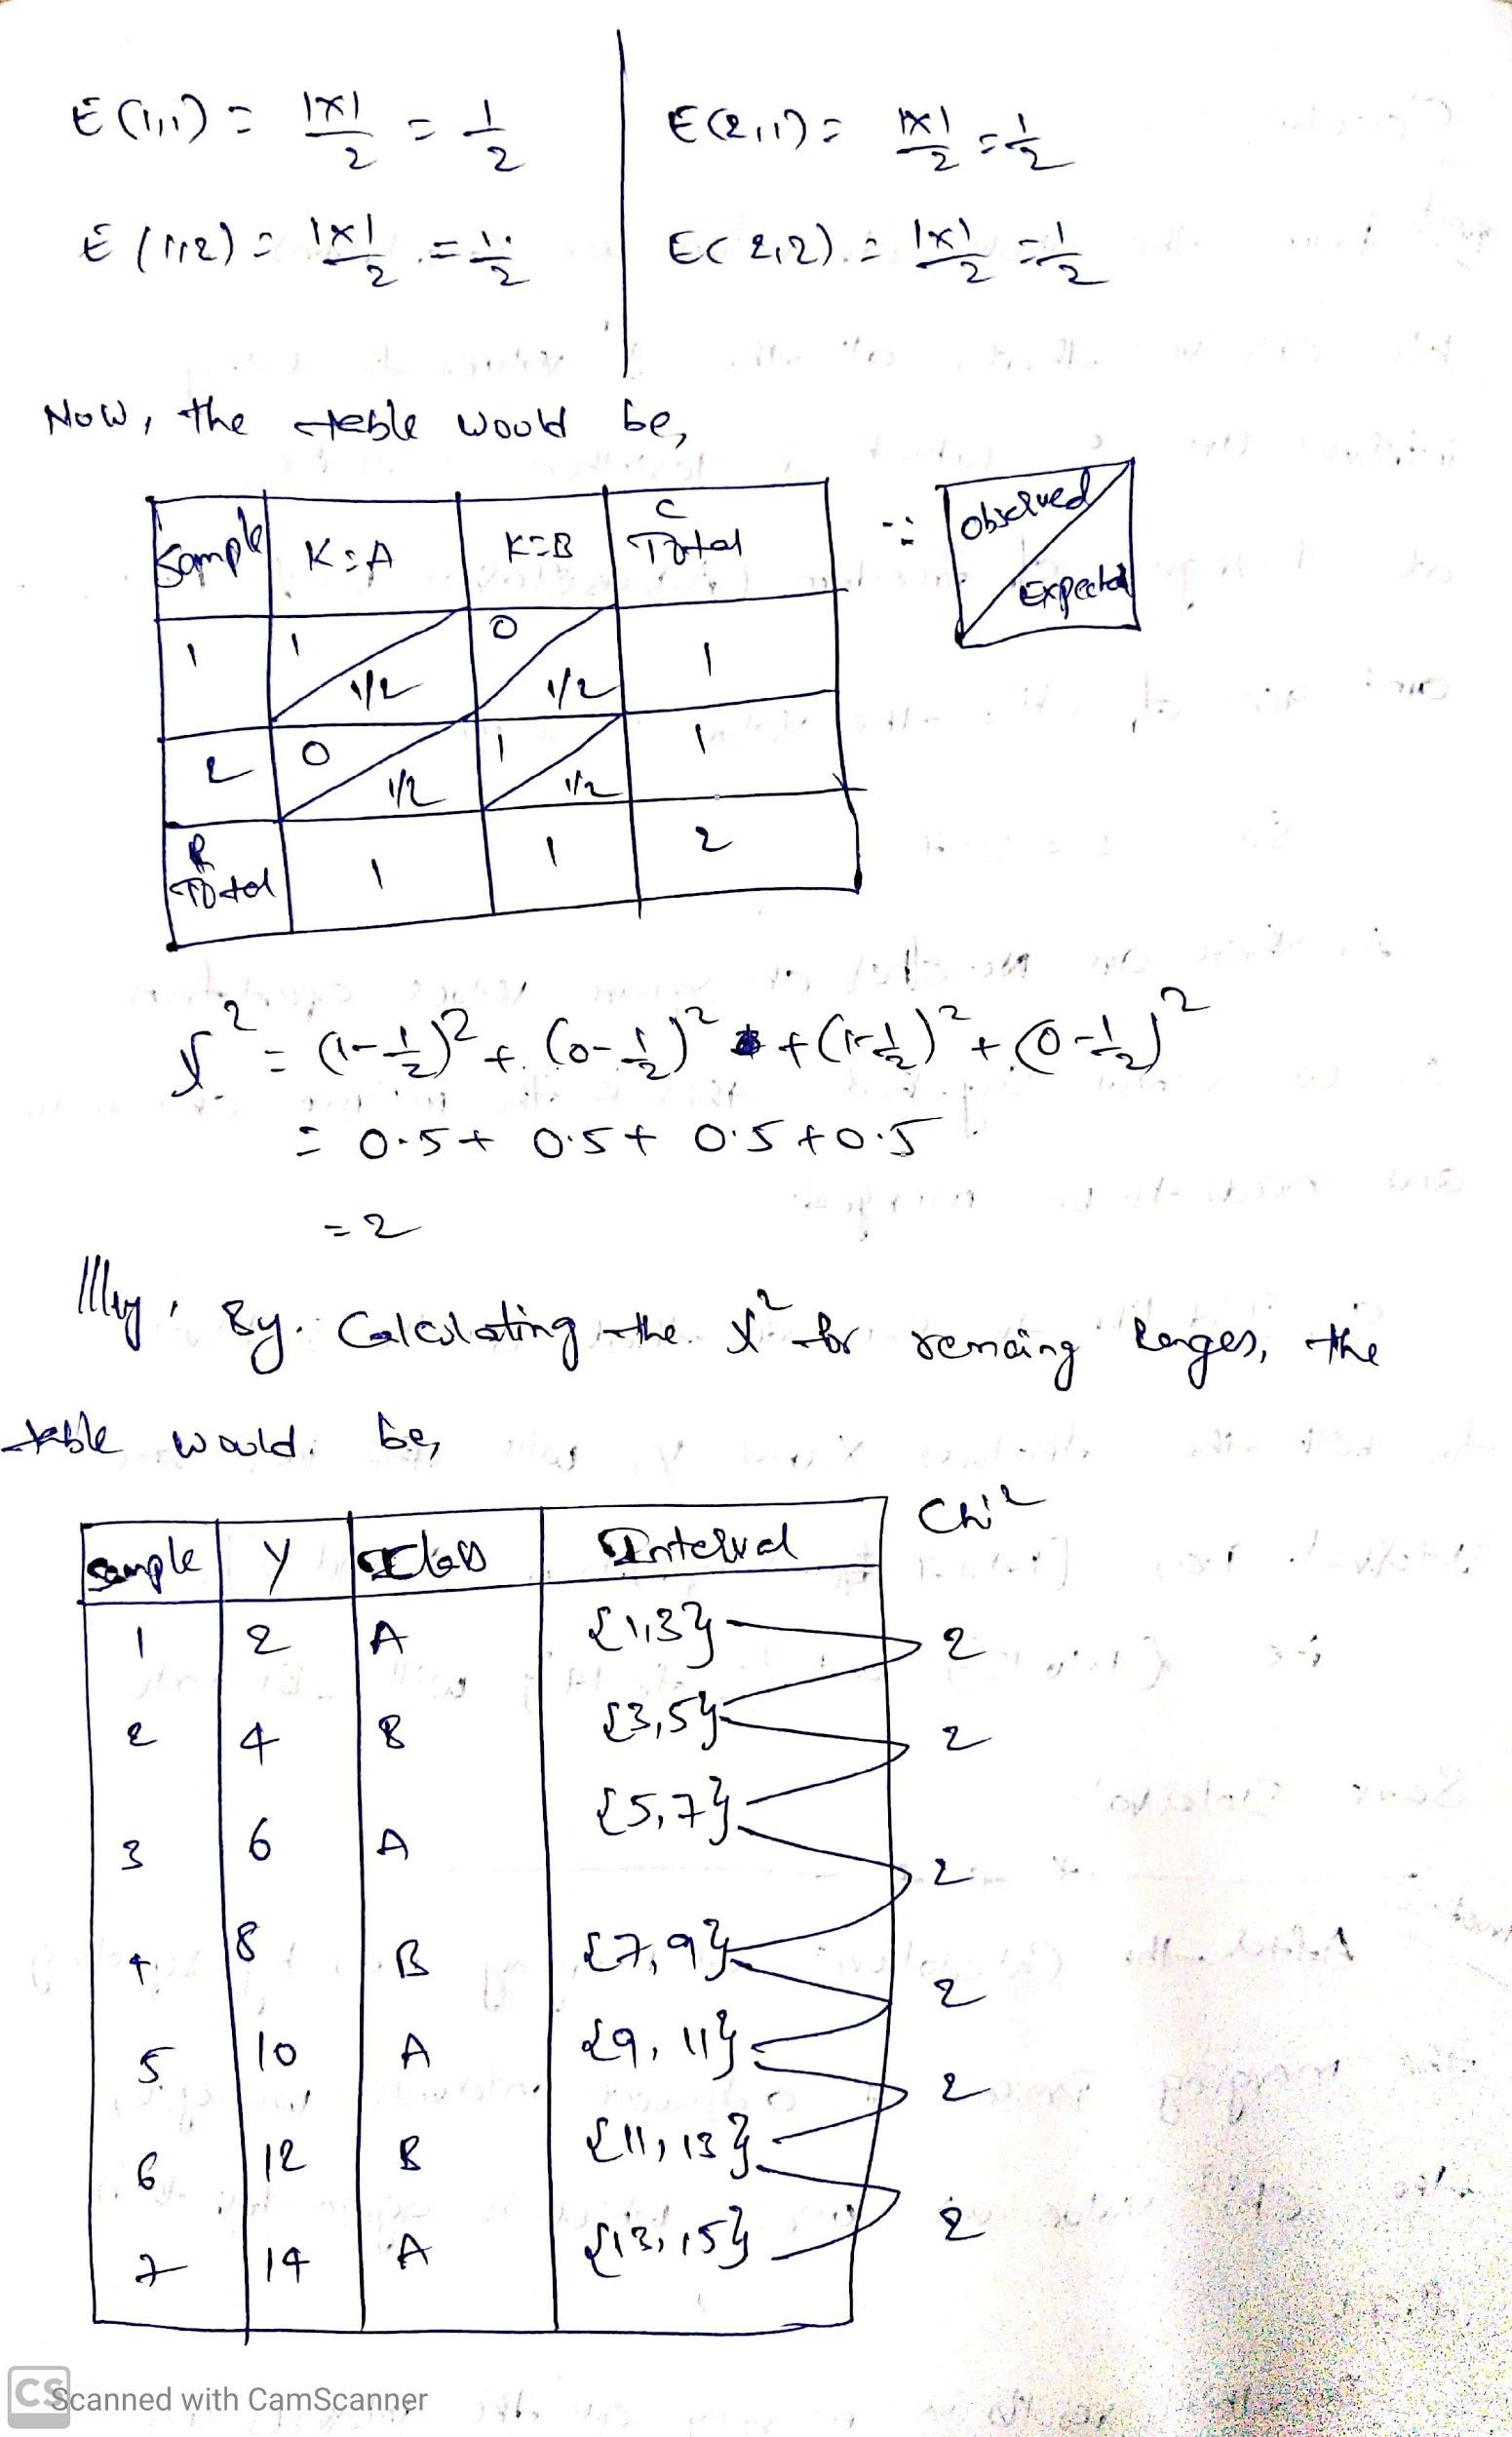 E(1,1) = 1×1/2 = 1/2
E(1,2) = 1×1/2 = 1/2
E(2,1) = 1×1/2 = 1/2
E(2,2) = 1×1/2 = 1/2
Now, the table would be,
Sample K=A K=B C Total
1 1 1/2 0 1/2 1
2 0 1/2 1 1/2 1
R Total 1 1 2
∵ Observed Expected
χ² = (1-1/2)² + (0-1/2)² + (1-1/2)² + (0-1/2)²
= 0.5 + 0.5 + 0.5 + 0.5
= 2
Illly, By Calculating the χ² for remaing Ranges, the
table would be,
Sample Y Class Interval Chi²
1 2 A {1,3} 2
2 4 B {3,5} 2
3 6 A {5,7} 2
4 8 B {7,9} 2
5 10 A {9,11} 2
6 12 B {11,13} 2
7 14 A {13,15}
CS Scanned with CamScanner